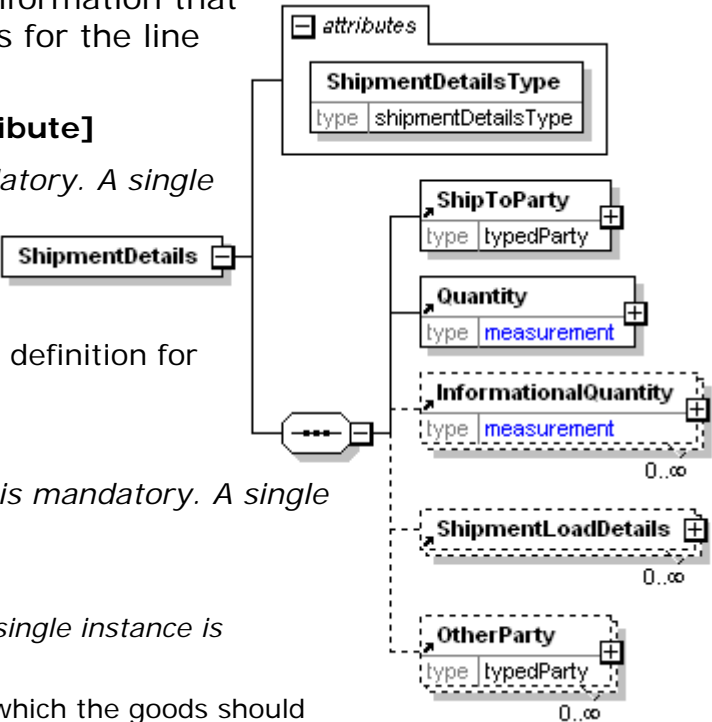 nformation that
s for the line
ibute]
latory. A single
definition for
is mandatory. A single
single instance is
which the goods should
attributes
ShipmentDetailsType
type shipmentDetailsType
ShipmentDetails
ShipToParty
type typedParty
Quantity
type measurement
InformationalQuantity
type measurement
0..∞
ShipmentLoadDetails
0..∞
OtherParty
type typedParty
0..∞